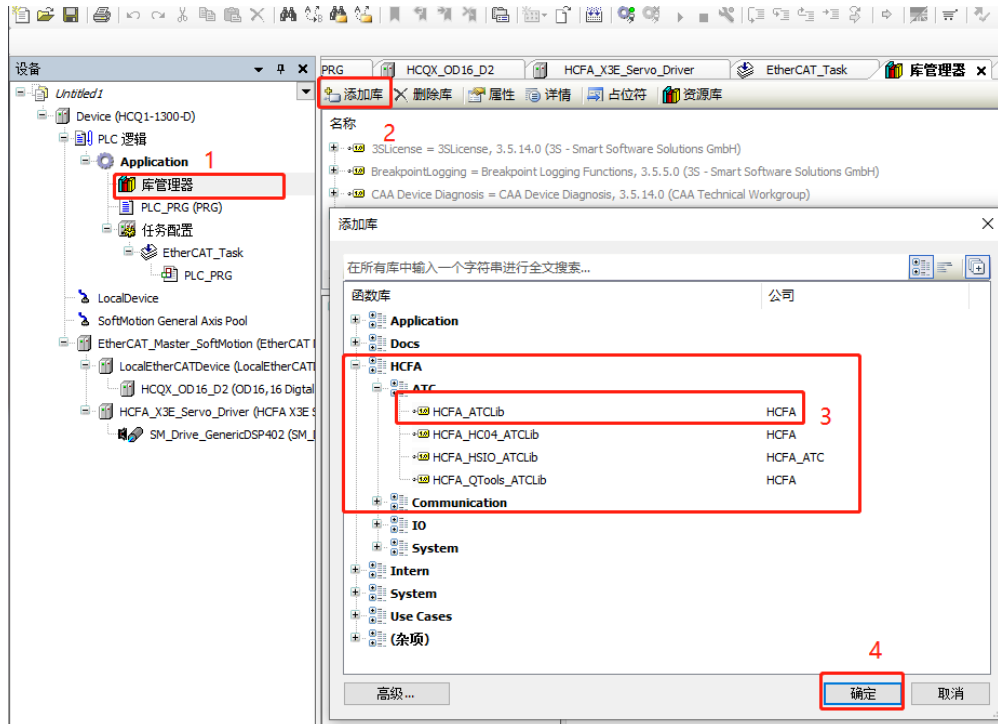 设备
PRG
HCQX_OD16_D2
HCFA_X3E_Servo_Driver
EtherCAT_Task
库管理器
Untitled1
添加库
删除库
属性
详情
占位符
资源库
Device (HCQ1-1300-D)
名称
2
PLC 逻辑
3SLicense = 3SLicense, 3.5.14.0 (3S - Smart Software Solutions GmbH)
Application
1
BreakpointLogging = Breakpoint Logging Functions, 3.5.5.0 (3S - Smart Software Solutions GmbH)
库管理器
CAA Device Diagnosis = CAA Device Diagnosis, 3.5.14.0 (CAA Technical Workgroup)
PLC_PRG (PRG)
任务配置
EtherCAT_Task
PLC_PRG
LocalDevice
SoftMotion General Axis Pool
EtherCAT_Master_SoftMotion (EtherCAT
LocalEtherCATDevice (LocalEtherCATI
HCQX_OD16_D2 (OD16,16 Digtal
HCFA_X3E_Servo_Driver (HCFA X3E S
SM_Drive_GenericDSP402 (SM_
添加库
在所有库中输入一个字符串进行全文搜索...
函数库
公司
Application
Docs
HCFA
ATC
HCFA_ATCLib
HCFA
3
HCFA_HC04_ATCLib
HCFA
HCFA_HSIO_ATCLib
HCFA_ATC
HCFA_QTools_ATCLib
HCFA
Communication
IO
System
Intern
System
Use Cases
(杂项)
4
高级...
确定
取消